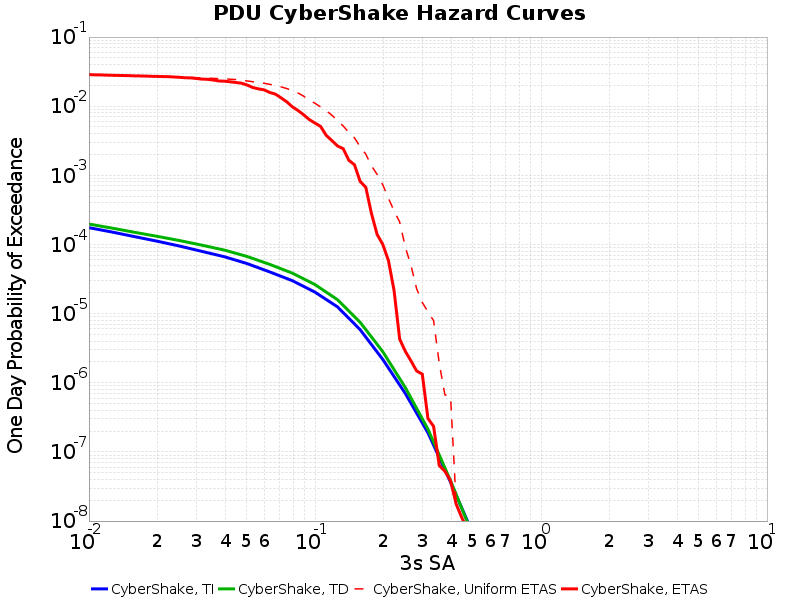 PDU CyberShake Hazard Curves
One Day Probability of Exceedance
10-1
10-2
10-3
10-4
10-5
10-6
10-7
10-8
10-2 2 3 4 5 6 10-1 2 3 4 5 6 7 100 2 3 4 5 6 7 101
3s SA
CyberShake, TI CyberShake, TD CyberShake, Uniform ETAS CyberShake, ETAS